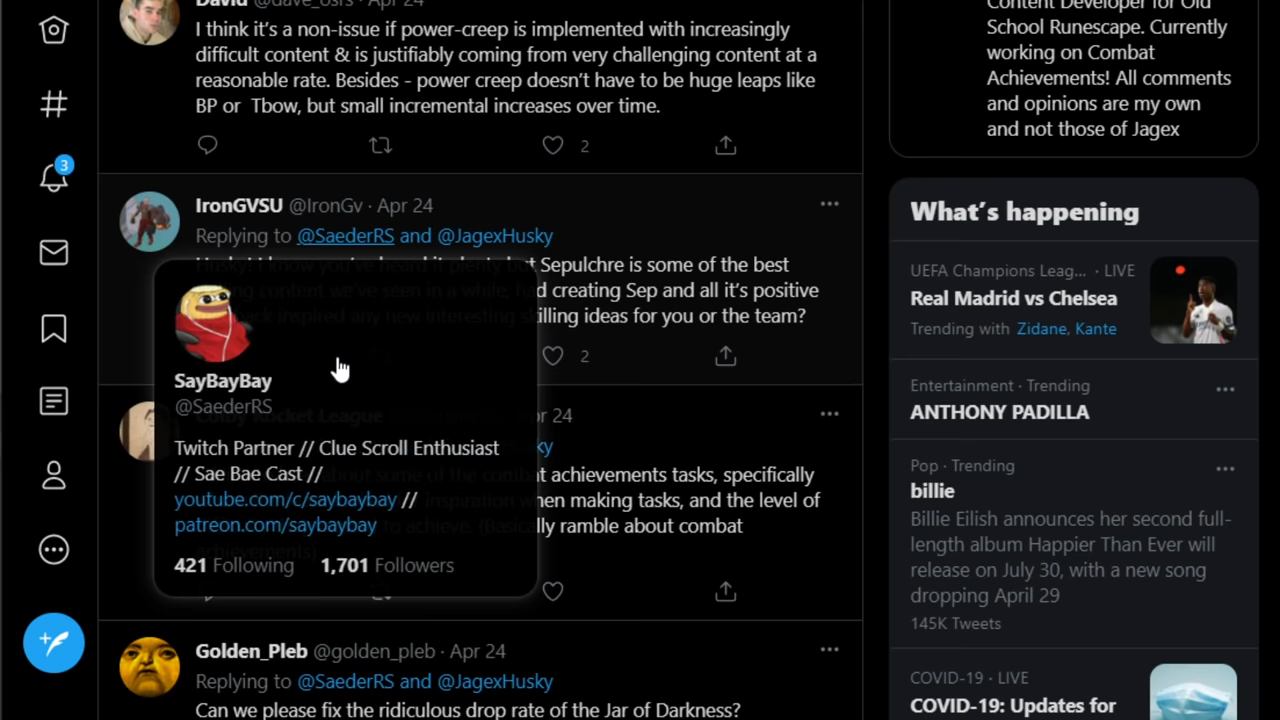 David @dave_osrs · Apr 24
I think it's a non-issue if power-creep is implemented with increasingly
difficult content & is justifiably coming from very challenging content at a
reasonable rate. Besides - power creep doesn't have to be huge leaps like
BP or Tbow, but small incremental increases over time.
2
IronGVSU @IronGv · Apr 24
Replying to @SaederRS and @JagexHusky
Husky! I know you've heard it plenty but Sepulchre is some of the best
content we've seen in a while, had creating Sep and all it's positive
inspired any new interesting skilling ideas for you or the team?
2
SayBayBay
@SaederRS
Twitch Partner // Clue Scroll Enthusiast
// Sae Bae Cast //
youtube.com/c/saybaybay //
patreon.com/saybaybay
421 Following 1,701 Followers
Rocket League
Apr 24
about some of the combat achievements tasks, specifically
inspiration when making tasks, and the level of
to achieve. (Basically ramble about combat
achievements)
Golden_Pleb @golden_pleb · Apr 24
Replying to @SaederRS and @JagexHusky
Can we please fix the ridiculous drop rate of the Jar of Darkness?
3
Content Developer for Old
School Runescape. Currently
working on Combat
Achievements! All comments
and opinions are my own
and not those of Jagex
What's happening
UEFA Champions Leag... · LIVE
Real Madrid vs Chelsea
Trending with Zidane, Kante
Entertainment · Trending
ANTHONY PADILLA
Pop · Trending
billie
Billie Eilish announces her second full-
length album Happier Than Ever will
release on July 30, with a new song
dropping April 29
145K Tweets
COVID-19 · LIVE
COVID-19: Updates for